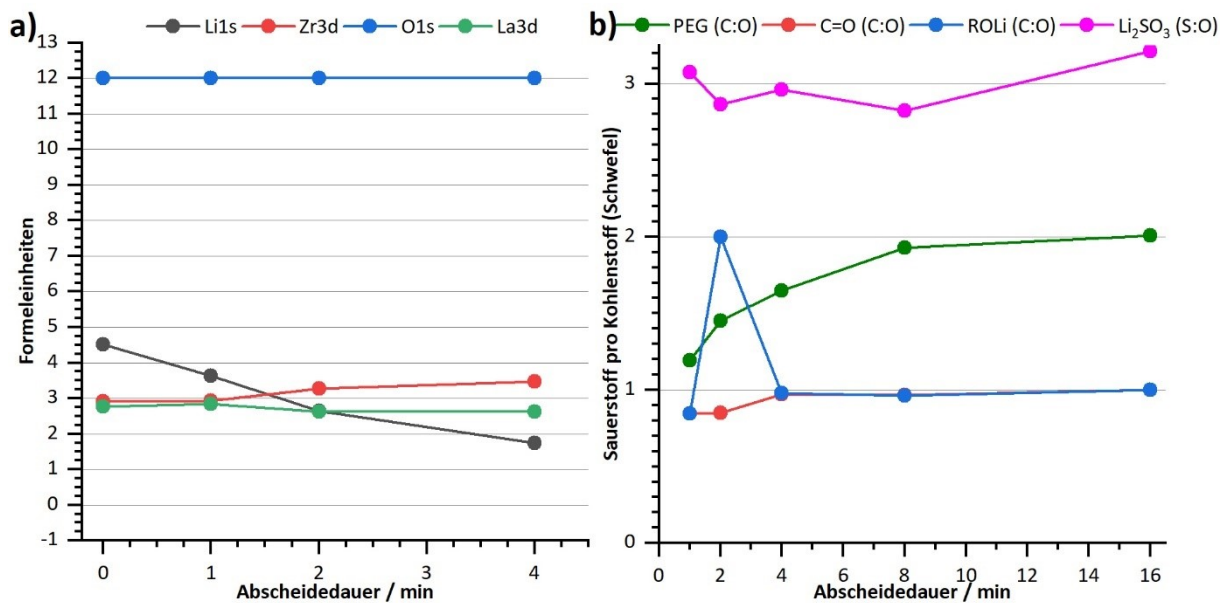 a)
Li1s Zr3d O1s La3d
Formeleinheiten
13
12
11
10
9
8
7
6
5
4
3
2
1
0
-1
0 1 2 3 4
Abscheidedauer / min
b)
PEG (C:O) C=O (C:O) ROLi (C:O) Li₂SO₃ (S:O)
Sauerstoff pro Kohlenstoff (Schwefel)
3
2
1
0
0 2 4 6 8 10 12 14 16
Abscheidedauer / min